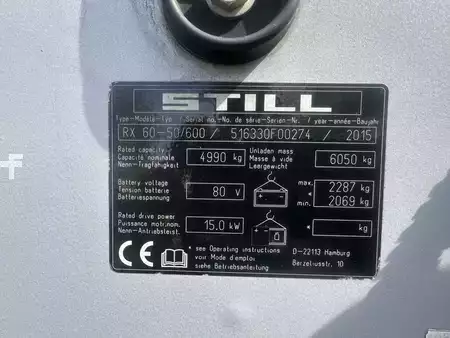 STILL
Type-Modèle-Typ / Serial no.-No. de série-Serien-Nr. / year-année-Baujahr
RX 60-50/600 / 516330F00274 / 2015
Rated capacity
Capacité nominale
Nenn-Tragfähigkeit
4990 kg
Unladen mass
Masse à vide
Leergewicht
6050 kg
Battery voltage
Tension batterie
Batteriespannung
80 V
max. 2287 kg
min. 2069 kg
Rated drive power
Puissance motr.nom.
Nenn-Antriebsleist.
15.0 kW
* kg
CE
* see Operating instructions
voir Mode d'emploi
siehe Betriebsanleitung
D-22113 Hamburg
Berzeliusstr. 10